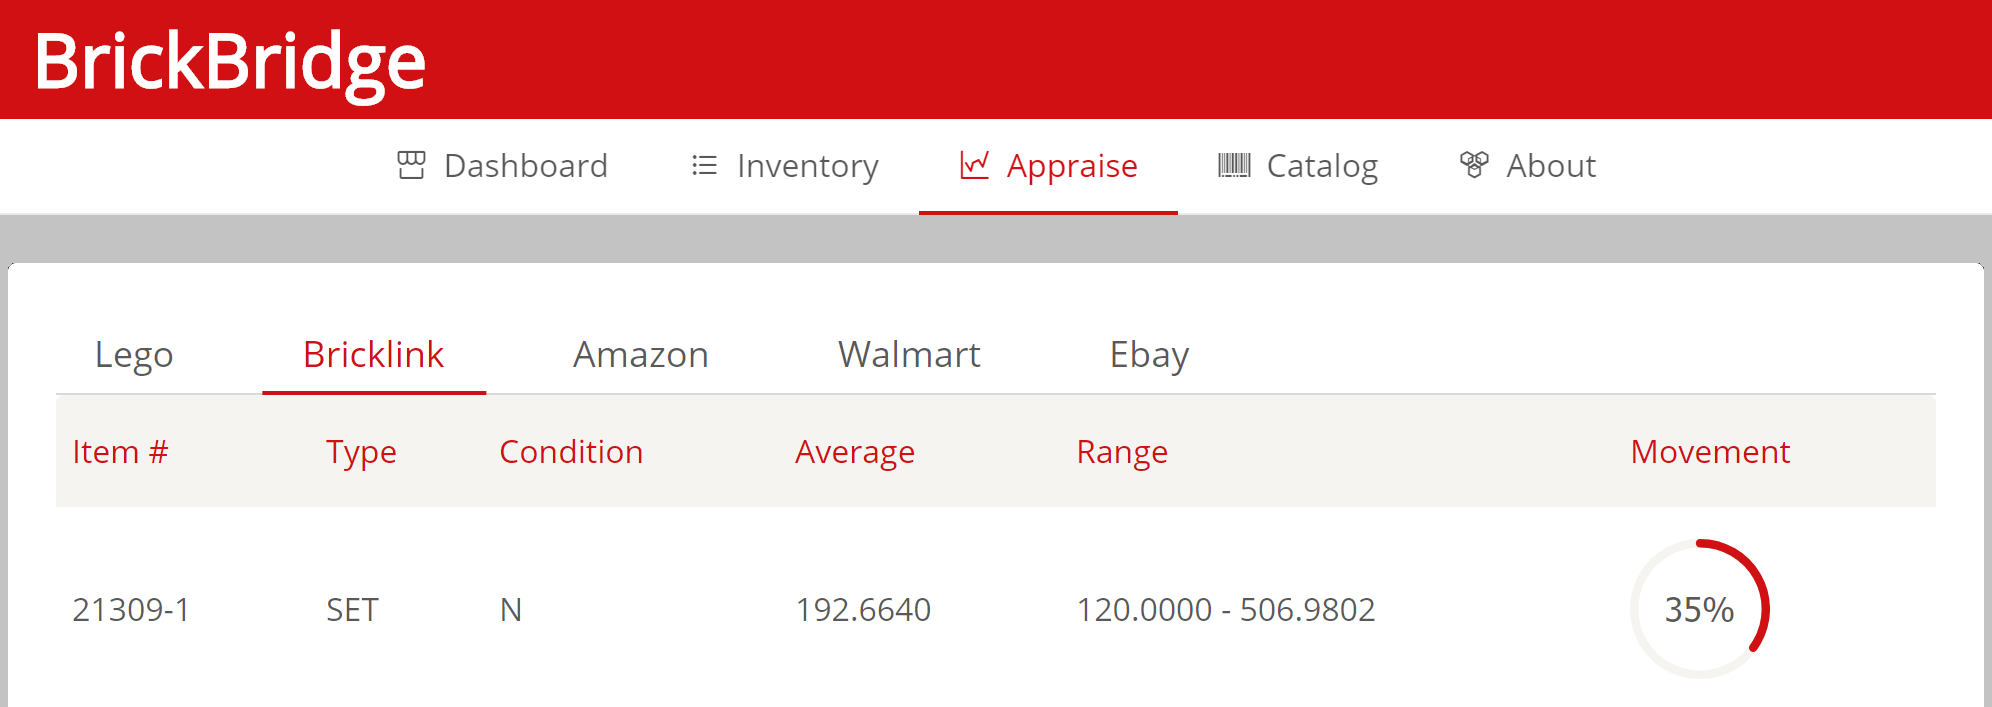 BrickBridge
Dashboard Inventory Appraise Catalog About
Lego Bricklink Amazon Walmart Ebay
Item # Type Condition Average Range Movement
21309-1 SET N 192.6640 120.0000 - 506.9802 35%